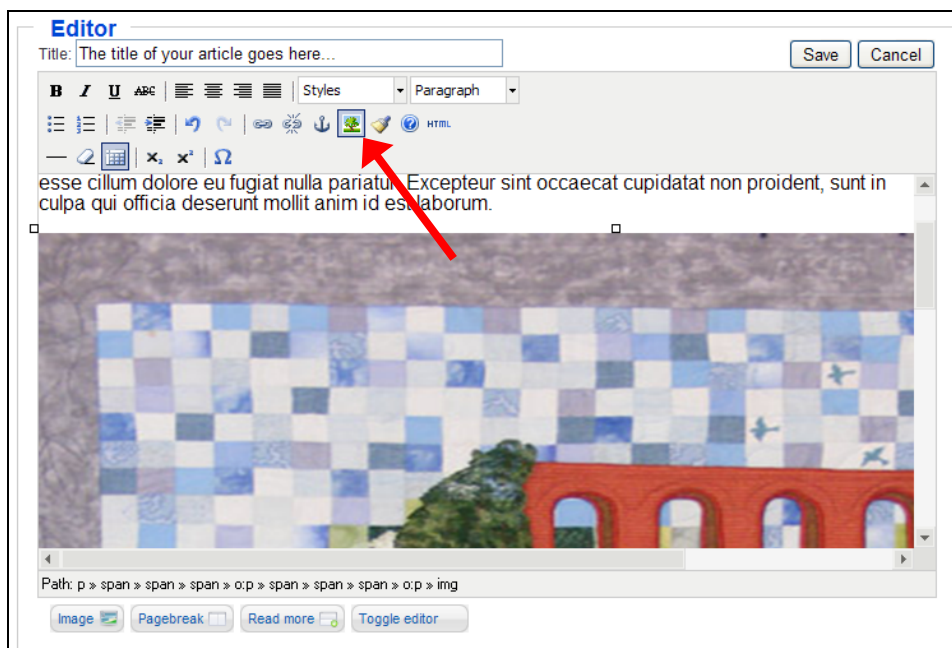 Editor
Title: The title of your article goes here... Save Cancel
B I U ABC Styles Paragraph
HTML
x₂ x² Ω
esse cillum dolore eu fugiat nulla pariatur. Excepteur sint occaecat cupidatat non proident, sunt in
culpa qui officia deserunt mollit anim id est laborum.
Path: p » span » span » span » o:p » span » span » span » o:p » img
Image Pagebreak Read more Toggle editor